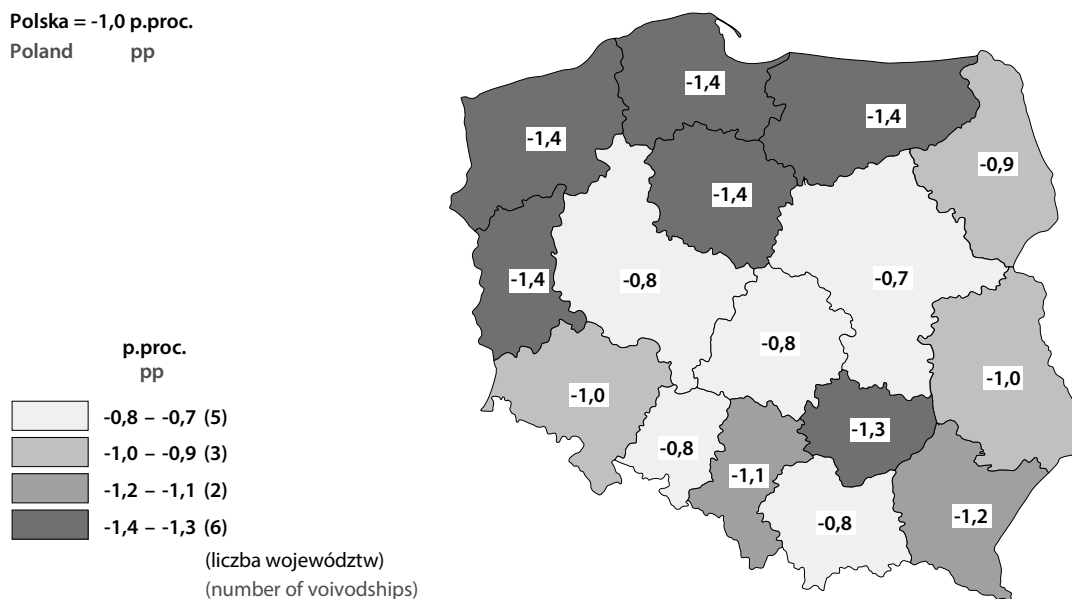 Polska = -1,0 p.proc.
Poland pp
-1,4
-1,4
-1,4
-0,9
-1,4
-1,4
-0,8
-0,7
-0,8
-1,0
-1,0
-1,3
-0,8
-1,1
-0,8
-1,2
p.proc.
pp
-0,8 – -0,7 (5)
-1,0 – -0,9 (3)
-1,2 – -1,1 (2)
-1,4 – -1,3 (6)
(liczba województw)
(number of voivodships)